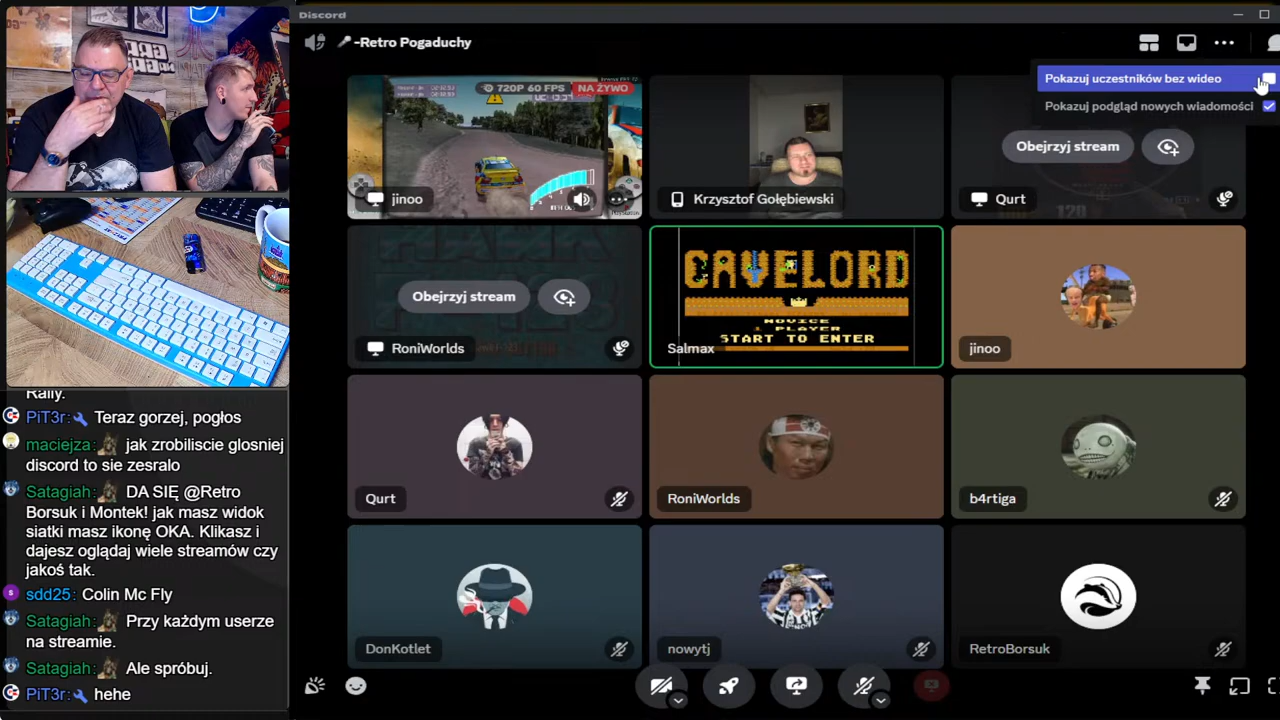 Discord
-Retro Pogaduchy
Pokazuj uczestników bez wideo
Pokazuj podgląd nowych wiadomości
720P 60 FPS
NA ŻYWO
jinoo
Krzysztof Gołębiewski
Obejrzyj stream
Qurt
Obejrzyj stream
RoniWorlds
CAVELORD
NOVICE
1 PLAYER
START TO ENTER
Salmax
jinoo
Qurt
RoniWorlds
b4rtiga
DonKotlet
nowytj
RetroBorsuk
Rally.
PiT3r: Teraz gorzej, pogłos
maciejza: jak zrobiliscie glosniej
discord to sie zesralo
Satagiah: DA SIĘ @Retro
Borsuk i Montek! jak masz widok
siatki masz ikonę OKA. Klikasz i
dajesz oglądaj wiele streamów czy
jakoś tak.
sdd25: Colin Mc Fly
Satagiah: Przy każdym userze
na streamie.
Satagiah: Ale spróbuj.
PiT3r: hehe